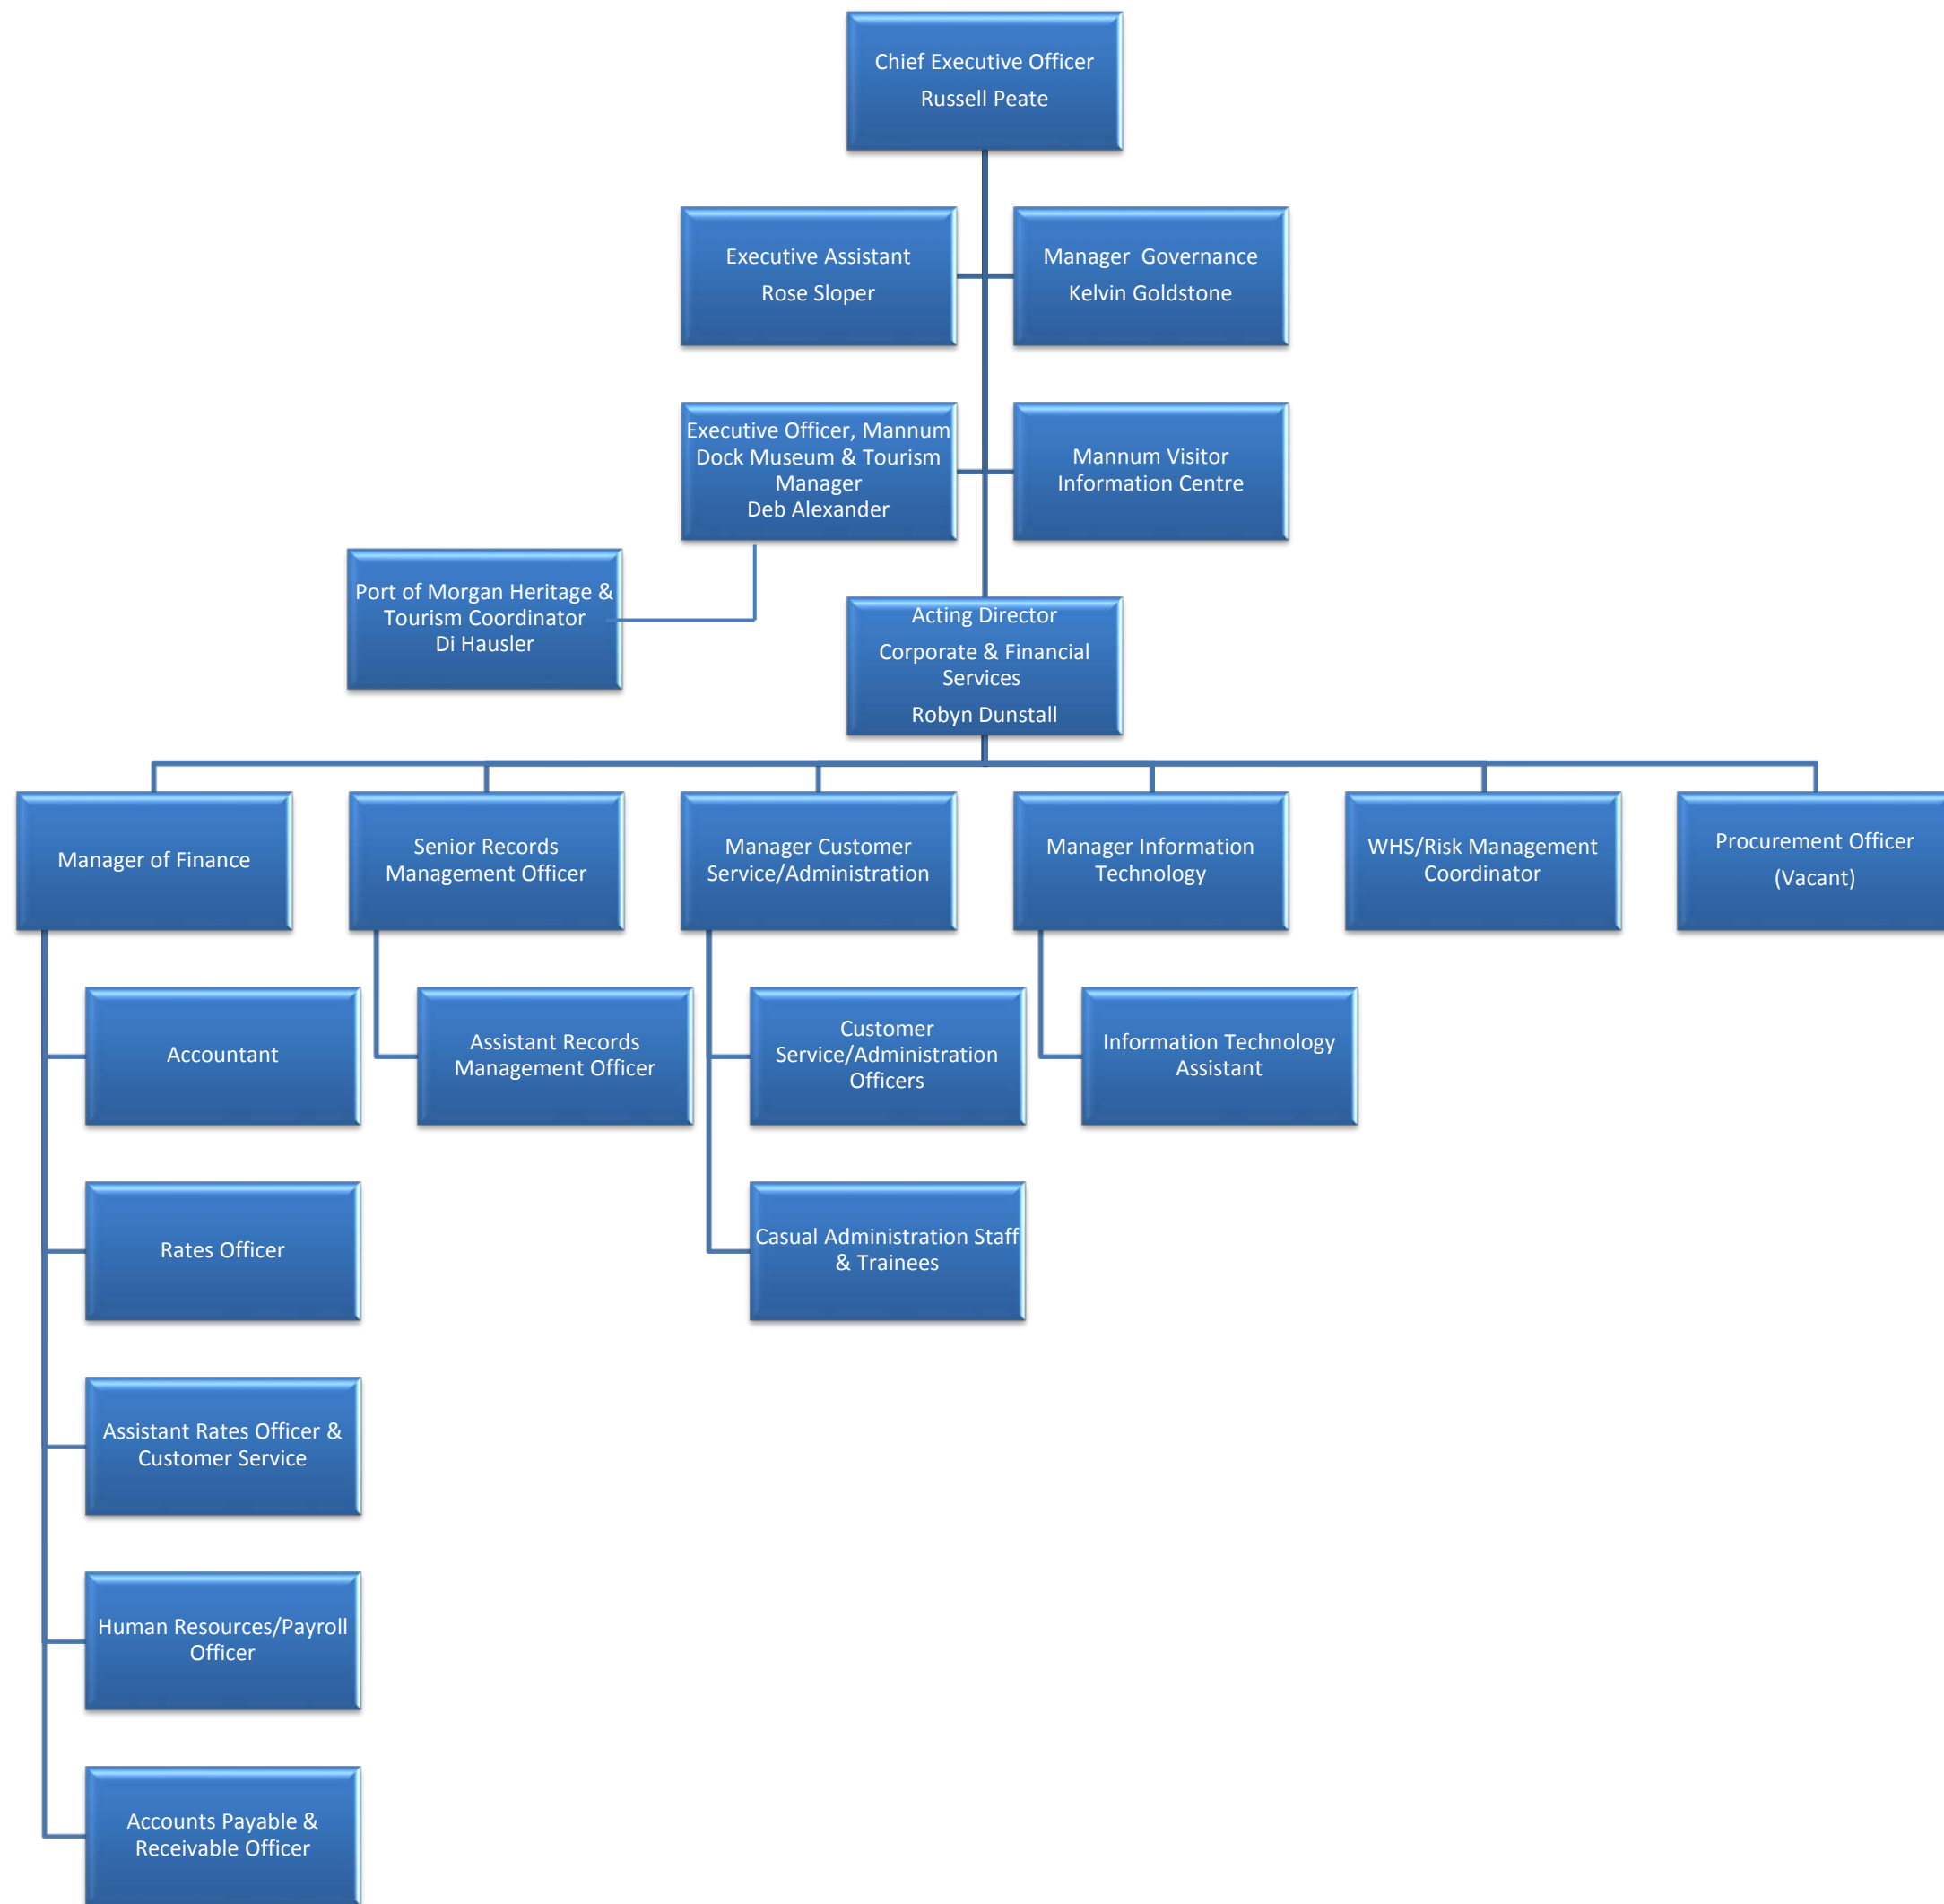 Chief Executive Officer
Russell Peate
Executive Assistant
Rose Sloper
Manager  Governance
Kelvin Goldstone
Executive Officer, Mannum
Dock Museum & Tourism
Manager
Deb Alexander
Mannum Visitor
Information Centre
Port of Morgan Heritage &
Tourism Coordinator
Di Hausler
Acting Director
Corporate & Financial
Services
Robyn Dunstall
Manager of Finance
Senior Records
Management Officer
Manager Customer
Service/Administration
Manager Information
Technology
WHS/Risk Management
Coordinator
Procurement Officer
(Vacant)
Accountant
Assistant Records
Management Officer
Customer
Service/Administration
Officers
Information Technology
Assistant
Rates Officer
Casual Administration Staff
& Trainees
Assistant Rates Officer &
Customer Service
Human Resources/Payroll
Officer
Accounts Payable &
Receivable Officer